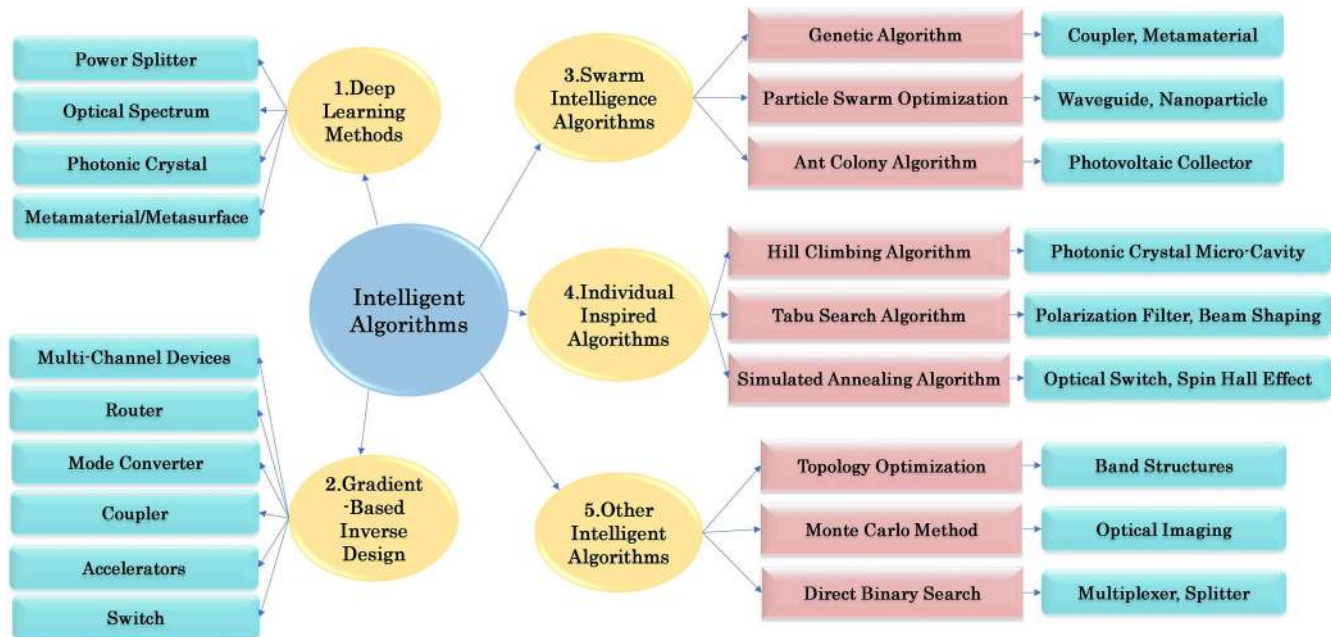 Power Splitter
Optical Spectrum
Photonic Crystal
Metamaterial/Metasurface
1.Deep
Learning
Methods
Intelligent
Algorithms
Multi-Channel Devices
Router
Mode Converter
Coupler
Accelerators
Switch
2.Gradient
-Based
Inverse
Design
3.Swarm
Intelligence
Algorithms
Genetic Algorithm
Coupler, Metamaterial
Particle Swarm Optimization
Waveguide, Nanoparticle
Ant Colony Algorithm
Photovoltaic Collector
4.Individual
Inspired
Algorithms
Hill Climbing Algorithm
Photonic Crystal Micro-Cavity
Tabu Search Algorithm
Polarization Filter, Beam Shaping
Simulated Annealing Algorithm
Optical Switch, Spin Hall Effect
5.Other
Intelligent
Algorithms
Topology Optimization
Band Structures
Monte Carlo Method
Optical Imaging
Direct Binary Search
Multiplexer, Splitter